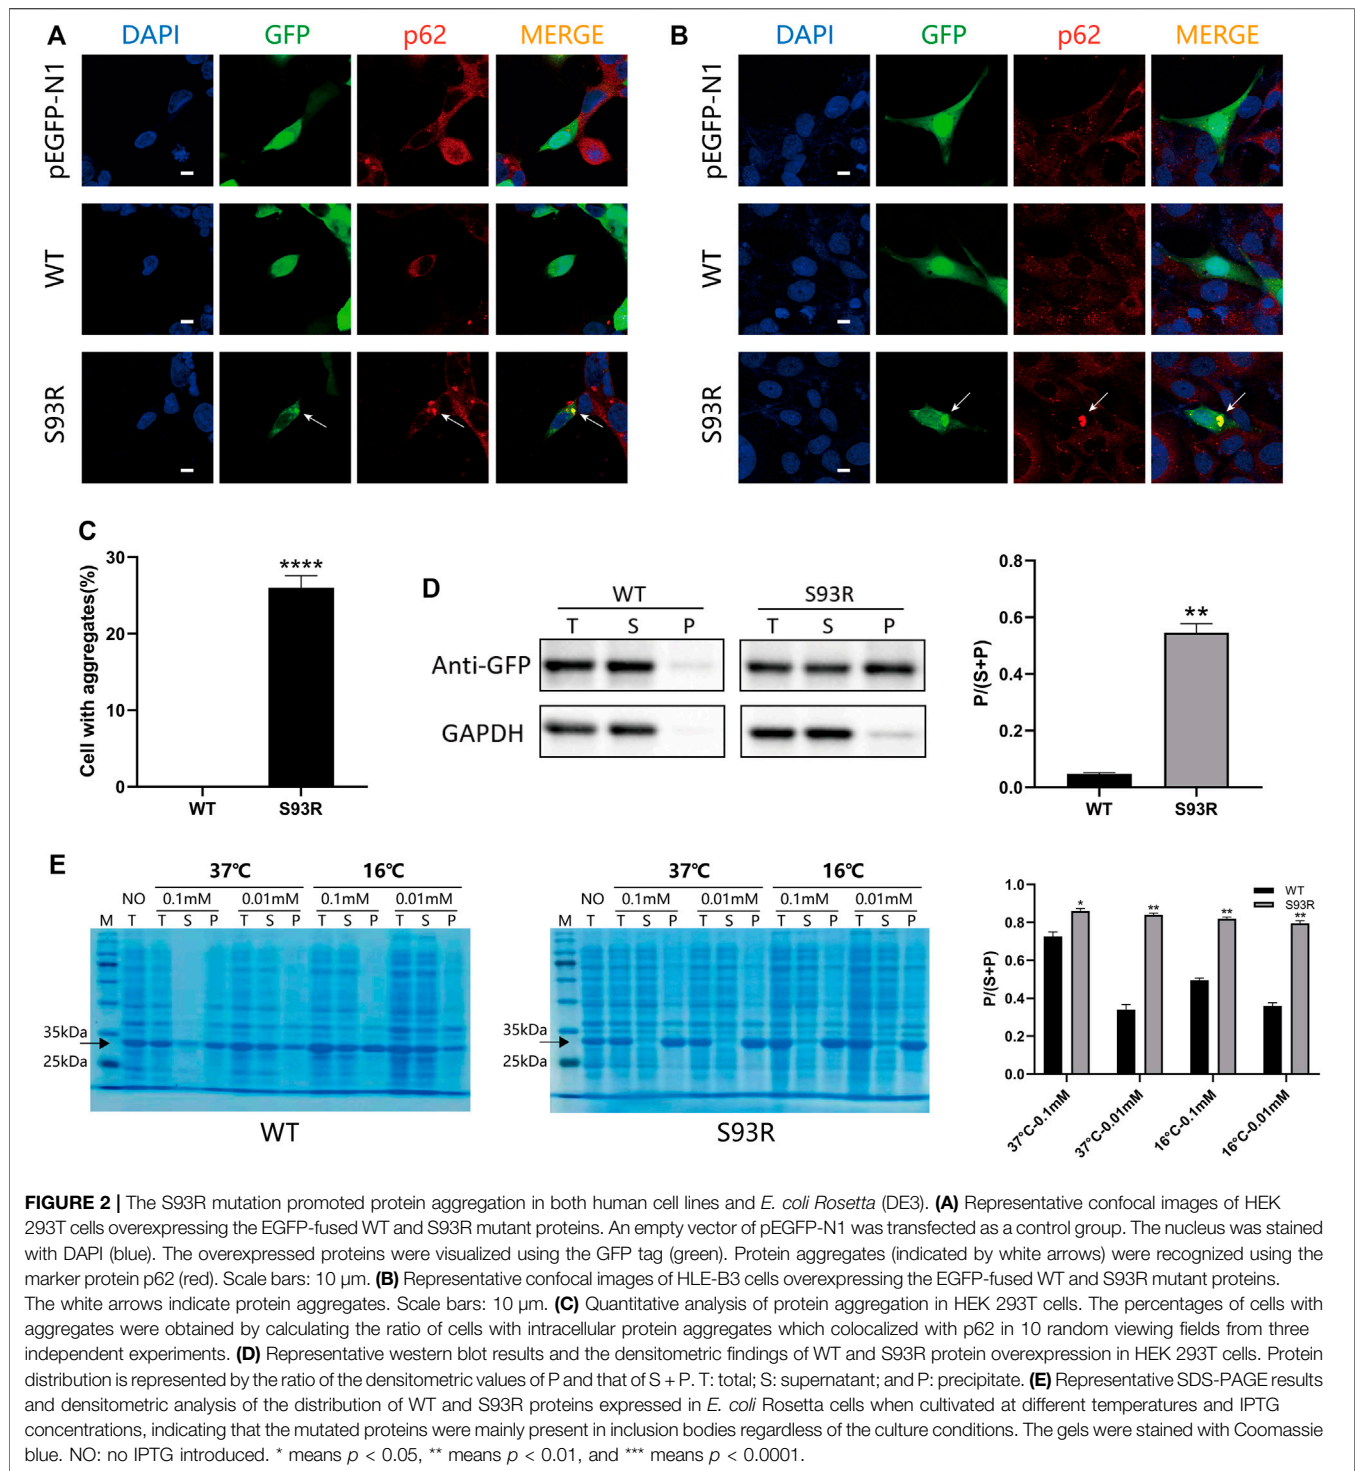 A DAPI GFP p62 MERGE
pEGFP-N1
WT
S93R
B DAPI GFP p62 MERGE
pEGFP-N1
WT
S93R
C
Cell with aggregates(%)
30
20
10
0
****
WT S93R
D
WT S93R
T S P T S P
Anti-GFP
GAPDH
P/(S+P)
0.8
0.6
0.4
0.2
0.0
**
WT S93R
E
37°C 16°C
NO 0.1mM 0.01mM 0.1mM 0.01mM
M T T S P T S P T S P T S P
35kDa
25kDa
WT
37°C 16°C
NO 0.1mM 0.01mM 0.1mM 0.01mM
M T T S P T S P T S P T S P
35kDa
25kDa
S93R
P/(S+P)
1.0
0.8
0.6
0.4
0.2
0.0
WT
S93R
* ** ** **
37°C-0.1mM 37°C-0.01mM 16°C-0.1mM 16°C-0.01mM
FIGURE 2 | The S93R mutation promoted protein aggregation in both human cell lines and E. coli Rosetta (DE3). (A) Representative confocal images of HEK
293T cells overexpressing the EGFP-fused WT and S93R mutant proteins. An empty vector of pEGFP-N1 was transfected as a control group. The nucleus was stained
with DAPI (blue). The overexpressed proteins were visualized using the GFP tag (green). Protein aggregates (indicated by white arrows) were recognized using the
marker protein p62 (red). Scale bars: 10 µm. (B) Representative confocal images of HLE-B3 cells overexpressing the EGFP-fused WT and S93R mutant proteins.
The white arrows indicate protein aggregates. Scale bars: 10 µm. (C) Quantitative analysis of protein aggregation in HEK 293T cells. The percentages of cells with
aggregates were obtained by calculating the ratio of cells with intracellular protein aggregates which colocalized with p62 in 10 random viewing fields from three
independent experiments. (D) Representative western blot results and the densitometric findings of WT and S93R protein overexpression in HEK 293T cells. Protein
distribution is represented by the ratio of the densitometric values of P and that of S + P. T: total; S: supernatant; and P: precipitate. (E) Representative SDS-PAGE results
and densitometric analysis of the distribution of WT and S93R proteins expressed in E. coli Rosetta cells when cultivated at different temperatures and IPTG
concentrations, indicating that the mutated proteins were mainly present in inclusion bodies regardless of the culture conditions. The gels were stained with Coomassie
blue. NO: no IPTG introduced. * means p < 0.05, ** means p < 0.01, and *** means p < 0.0001.